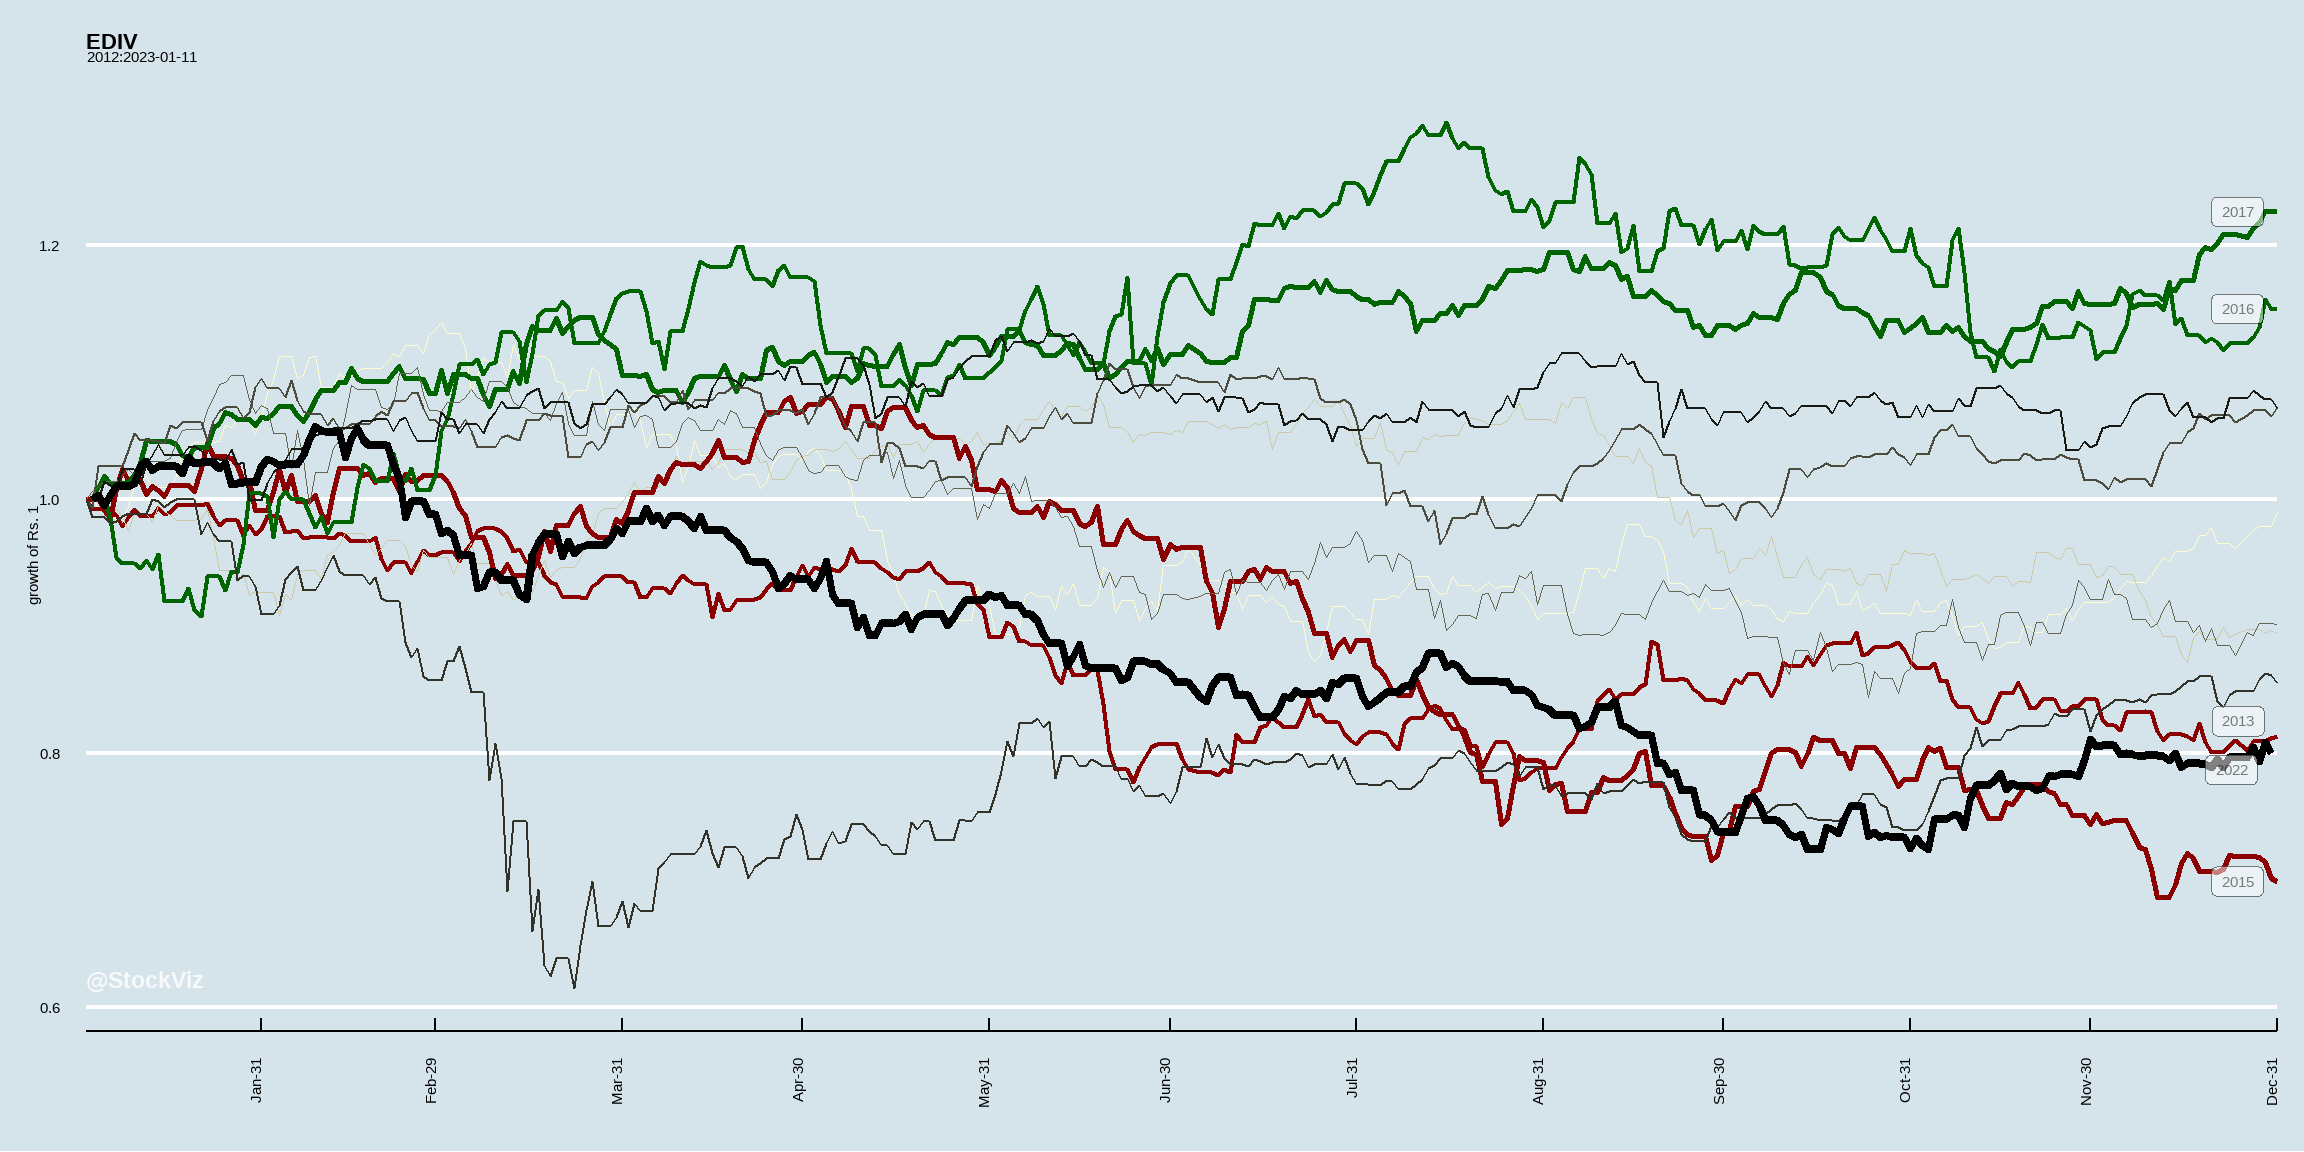 EDIV
2012:2023-01-11
growth of Rs. 1
1.2
1.0
0.8
0.6
2017
2016
2013
2022
2015
@StockViz
Jan-31
Feb-29
Mar-31
Apr-30
May-31
Jun-30
Jul-31
Aug-31
Sep-30
Oct-31
Nov-30
Dec-31